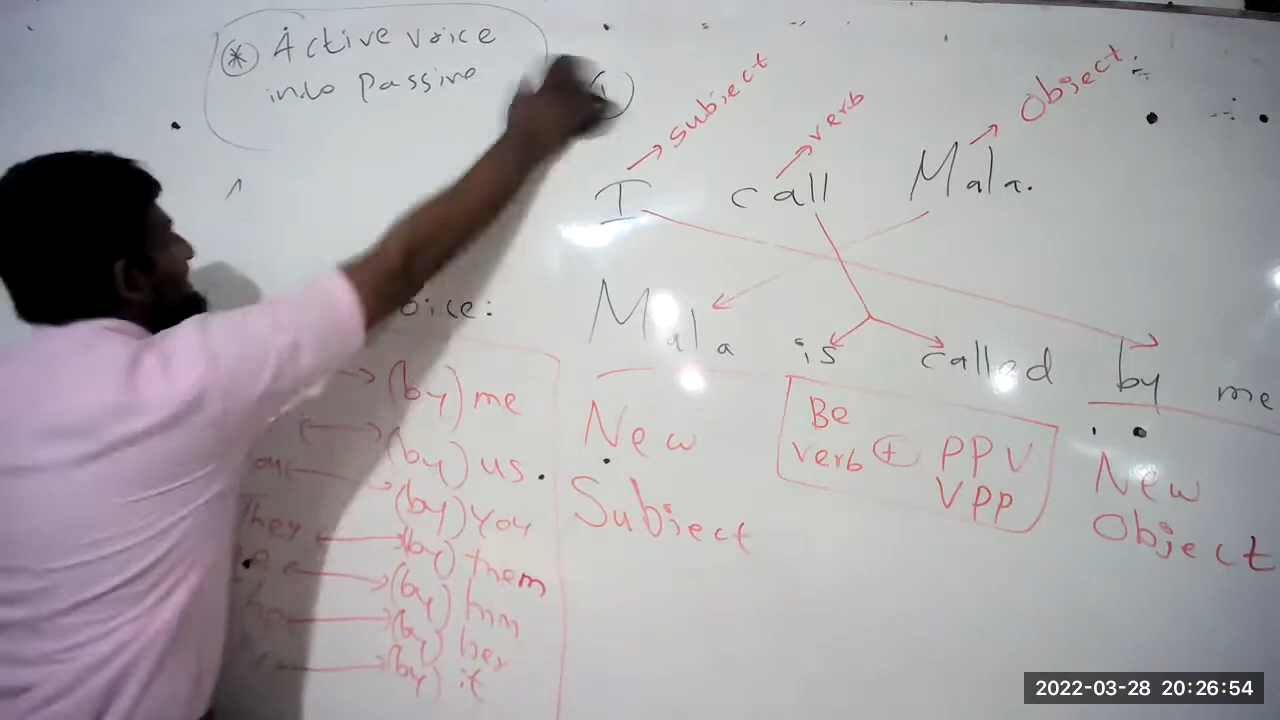 * Active voice
into Passive
1
Subject
verb
Object
I call Mala.
oice:
Mala is called by me
New
Subject
Be
verb + PPV
VPP
New
Object
(by) me
(by) us
(by) you
They (by) them
(by) him
(by) her
(by) it
2022-03-28 20:26:54